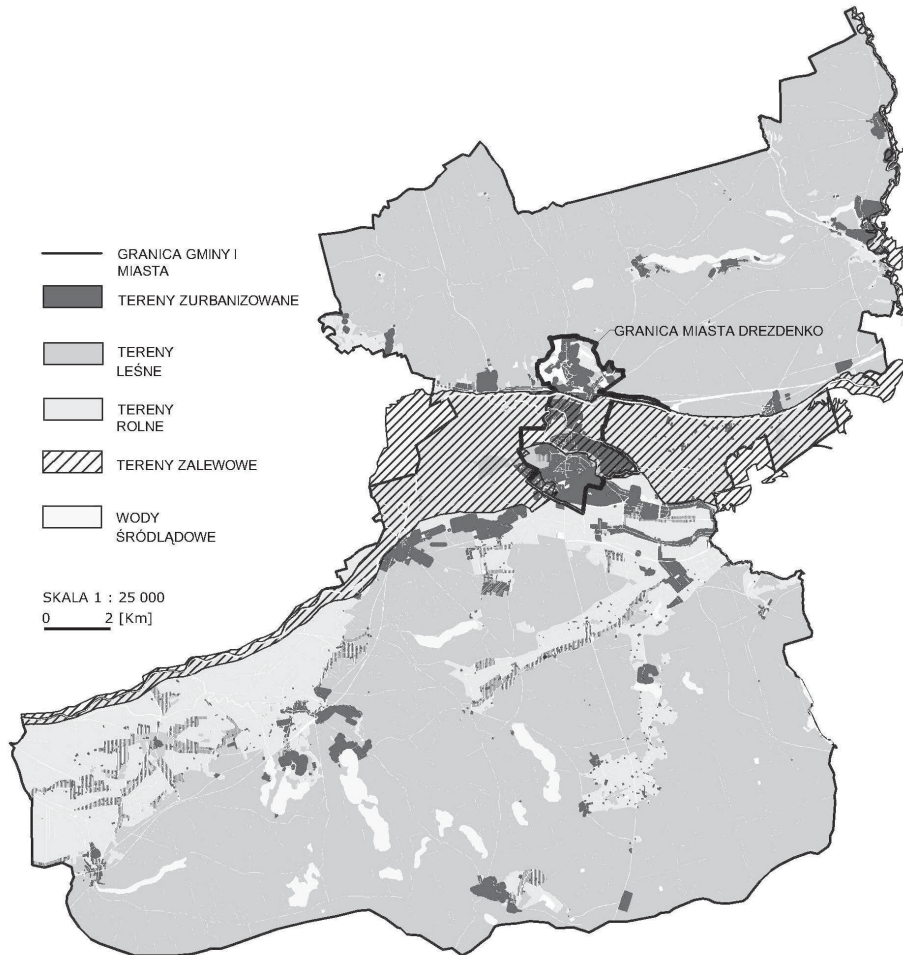 GRANICA GMINY I
MIASTA
TERENY ZURBANIZOWANE
GRANICA MIASTA DREZDENKO
TERENY
LEŚNE
TERENY
ROLNE
TERENY ZALEWOWE
WODY
ŚRÓDLĄDOWE
SKALA 1 : 25 000
0 2 [Km]